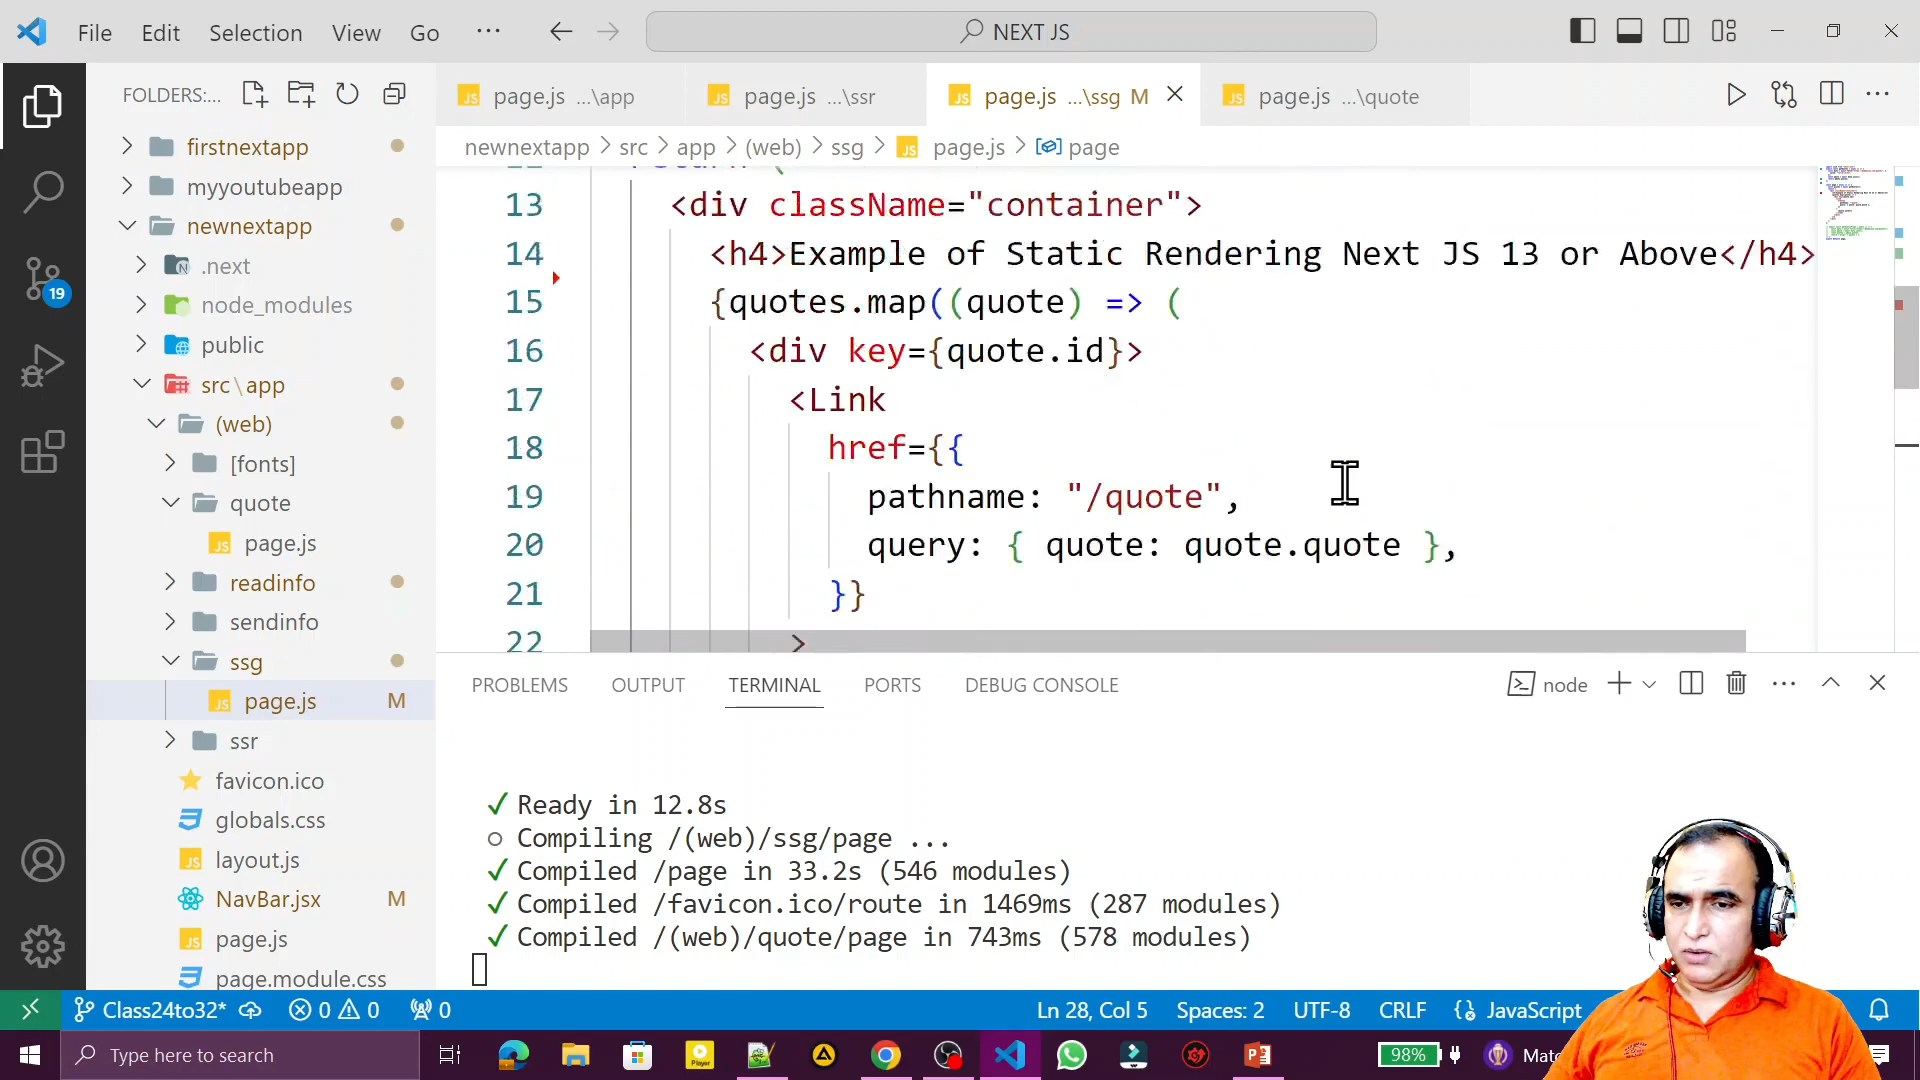 File Edit Selection View Go ... NEXT JS
FOLDERS:...
page.js ...\app page.js ...\ssr page.js ...\ssg M page.js ...\quote
newnextapp > src > app > (web) > ssg > page.js > page
firstnextapp
myyoutubeapp
newnextapp
.next
node_modules
public
src\app
(web)
[fonts]
quote
page.js
readinfo
sendinfo
ssg
page.js M
ssr
favicon.ico
globals.css
layout.js
NavBar.jsx M
page.js
page.module.css
19
13 <div className="container">
14 <h4>Example of Static Rendering Next JS 13 or Above</h4>
15 {quotes.map((quote) => (
16 <div key={quote.id}>
17 <Link
18 href={{
19 pathname: "/quote",
20 query: { quote: quote.quote },
21 }}
22 >
PROBLEMS OUTPUT TERMINAL PORTS DEBUG CONSOLE node
✓ Ready in 12.8s
○ Compiling /(web)/ssg/page ...
✓ Compiled /page in 33.2s (546 modules)
✓ Compiled /favicon.ico/route in 1469ms (287 modules)
✓ Compiled /(web)/quote/page in 743ms (578 modules)
Class24to32* 0 0 0 Ln 28, Col 5 Spaces: 2 UTF-8 CRLF {} JavaScript
Type here to search Player 98%